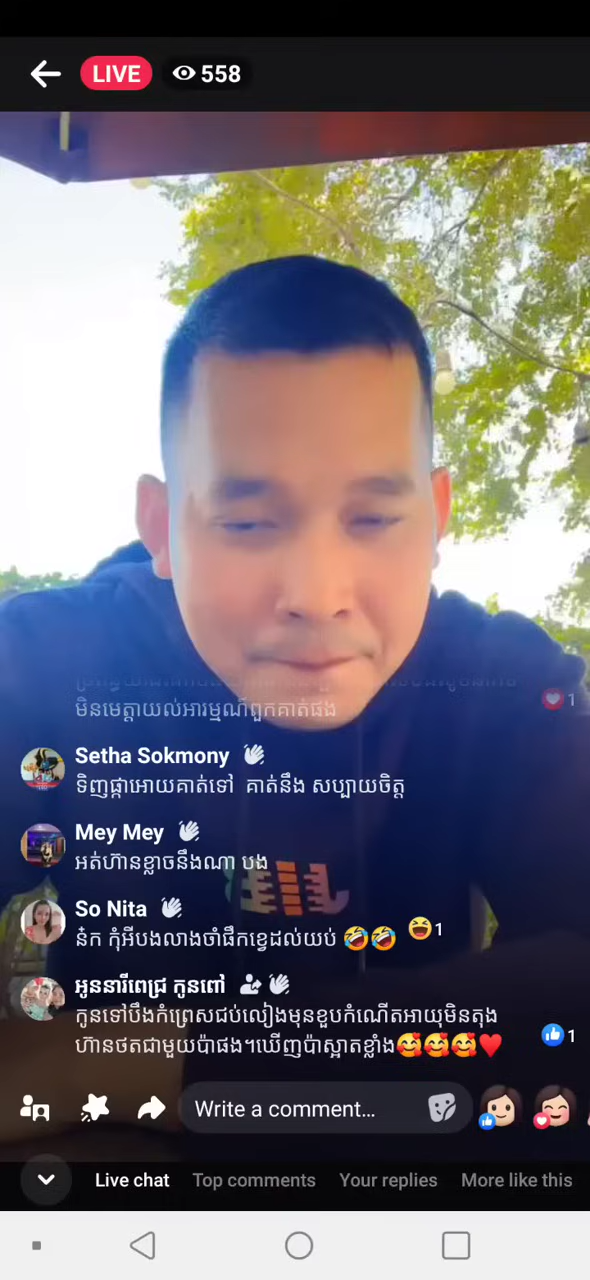 LIVE
558
មិនមេត្តាយល់អារម្មណ៏ពួកគាត់ផង
1
Setha Sokmony
ទិញផ្កាអោយគាត់ទៅ គាត់នឹង សប្បាយចិត្ត
Mey Mey
អត់ហ៊ានខ្លាចនឹងណា បង
So Nita
ន៎ក កុំអីបងលាងចាំផឹកខ្វេដល់យប់ 🤣🤣
1
អូននារីពេជ្រ កូនពៅ
កូនទៅបឹងកំព្រេសជប់លៀងមុនខួបកំណើតអាយុមិនតុង
ហ៊ានថតជាមួយប៉ាផង។ឃើញប៉ាស្អាតខ្លាំង🥰🥰🥰♥️
1
Write a comment...
Live chat
Top comments
Your replies
More like this